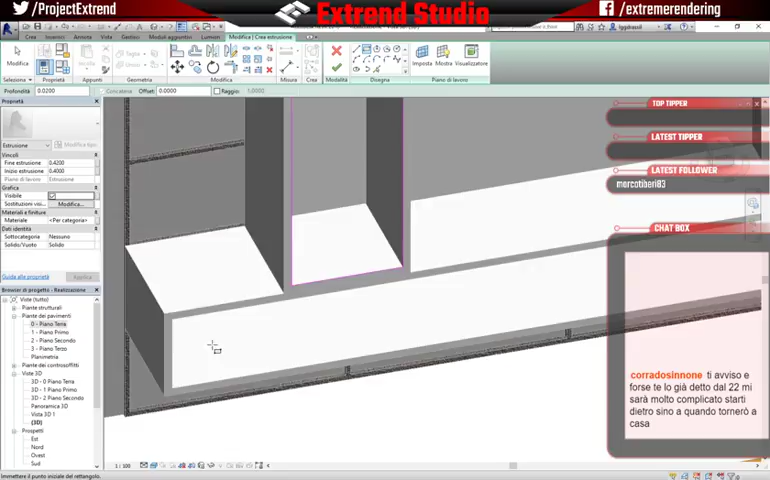 /ProjectExtrend
Extrend Studio
/extremerendering
Modifica | Crea estrusione
Modifica
Seleziona
Proprietà
Appunti
Geometria
Modifica
Misura
Crea
Modalità
Disegna
Imposta
Mostra
Visualizzatore
Piano di lavoro
Profondità 0.0200
Concatena
Offset: 0.0000
Raggio: 1.0000
Proprietà
Estrusione
Modifica tipo
Vincoli
Fine estrusione 0.4200
Inizio estrusione 0.4000
Piano di lavoro Estrusione
Grafica
Visibile
Sostituzioni visi... Modifica...
Materiali e finiture
Materiale <Per categoria>
Dati identità
Sottocategoria Nessuno
Solido/Vuoto Solido
Guida alle proprietà
Applica
Browser di progetto - Realizzazione
Viste (tutto)
Piante strutturali
Piante dei pavimenti
0 - Piano Terra
1 - Piano Primo
2 - Piano Secondo
3 - Piano Terzo
Planimetria
Piante dei controsoffitti
Viste 3D
3D - 0 Piano Terra
3D - 1 Piano Primo
3D - 2 Piano Secondo
Panoramica 3D
Vista 3D 1
(3D)
Prospetti
Est
Nord
Ovest
Sud
1 : 100
Immettere il punto iniziale del rettangolo.
TOP TIPPER
LATEST TIPPER
LATEST FOLLOWER
marcotiberi83
CHAT BOX
corradosinnone ti avviso e
forse te lo già detto dal 22 mi
sarà molto complicato starti
dietro sino a quando tornerò a
casa